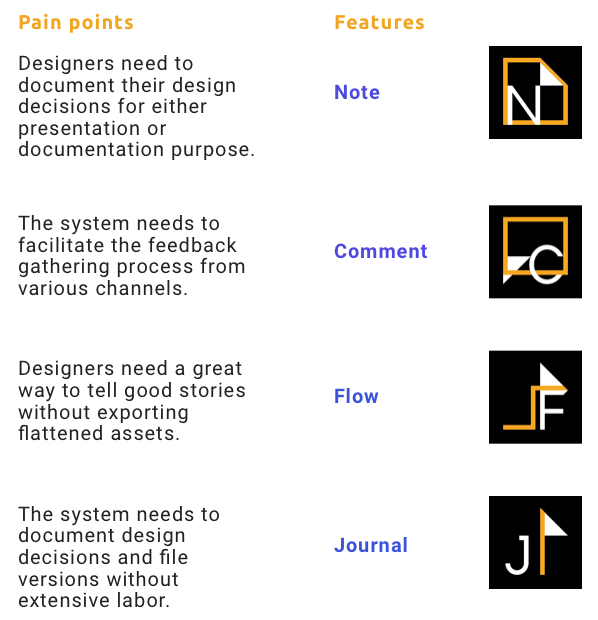 Pain points
Features
Designers need to
document their design
decisions for either
presentation or
documentation purpose.
Note
N
The system needs to
facilitate the feedback
gathering process from
various channels.
Comment
C
Designers need a great
way to tell good stories
without exporting
flattened assets.
Flow
F
The system needs to
document design
decisions and file
versions without
extensive labor.
Journal
J